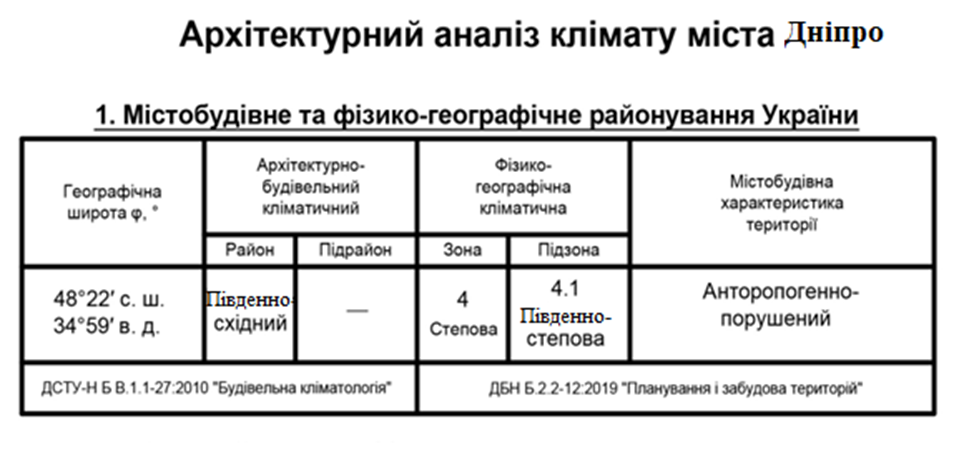 Архітектурний аналіз клімату міста Дніпро
1. Містобудівне та фізико-географічне районування України
Географічна
широта φ, °
Архітектурно-
будівельний
кліматичний
Фізико-
географічна
кліматична
Містобудівна
характеристика
території
Район
Підрайон
Зона
Підзона
48°22′ с. ш.
34°59′ в. д.
Південно-
східний
—
4
Степова
4.1
Південно-
степова
Анторопогенно-
порушений
ДСТУ-Н Б В.1.1-27:2010 "Будівельна кліматологія"
ДБН Б.2.2-12:2019 "Планування і забудова територій"